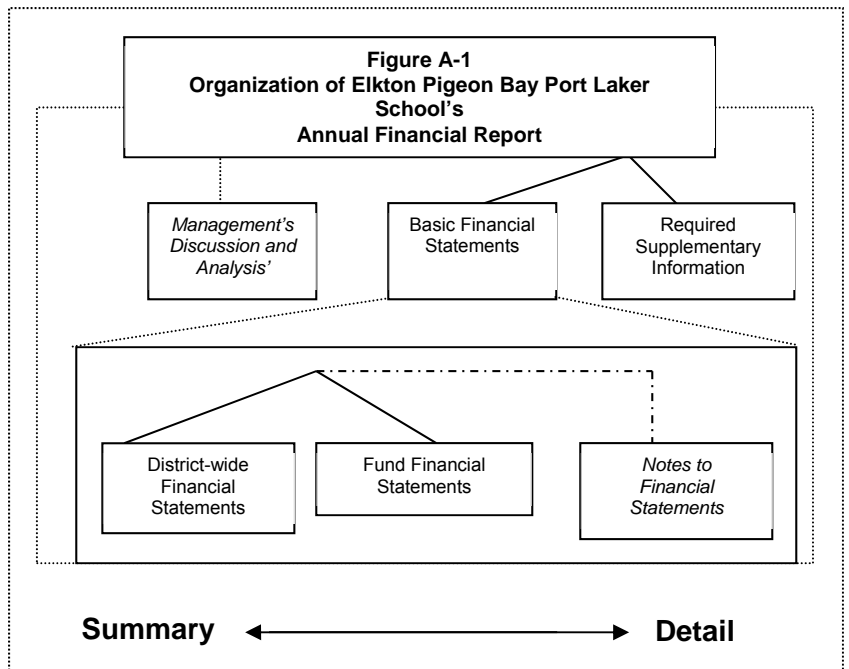 Figure A-1
Organization of Elkton Pigeon Bay Port Laker
School's
Annual Financial Report
Management's
Discussion and
Analysis'
Basic Financial
Statements
Required
Supplementary
Information
District-wide
Financial
Statements
Fund Financial
Statements
Notes to
Financial
Statements
Summary
Detail